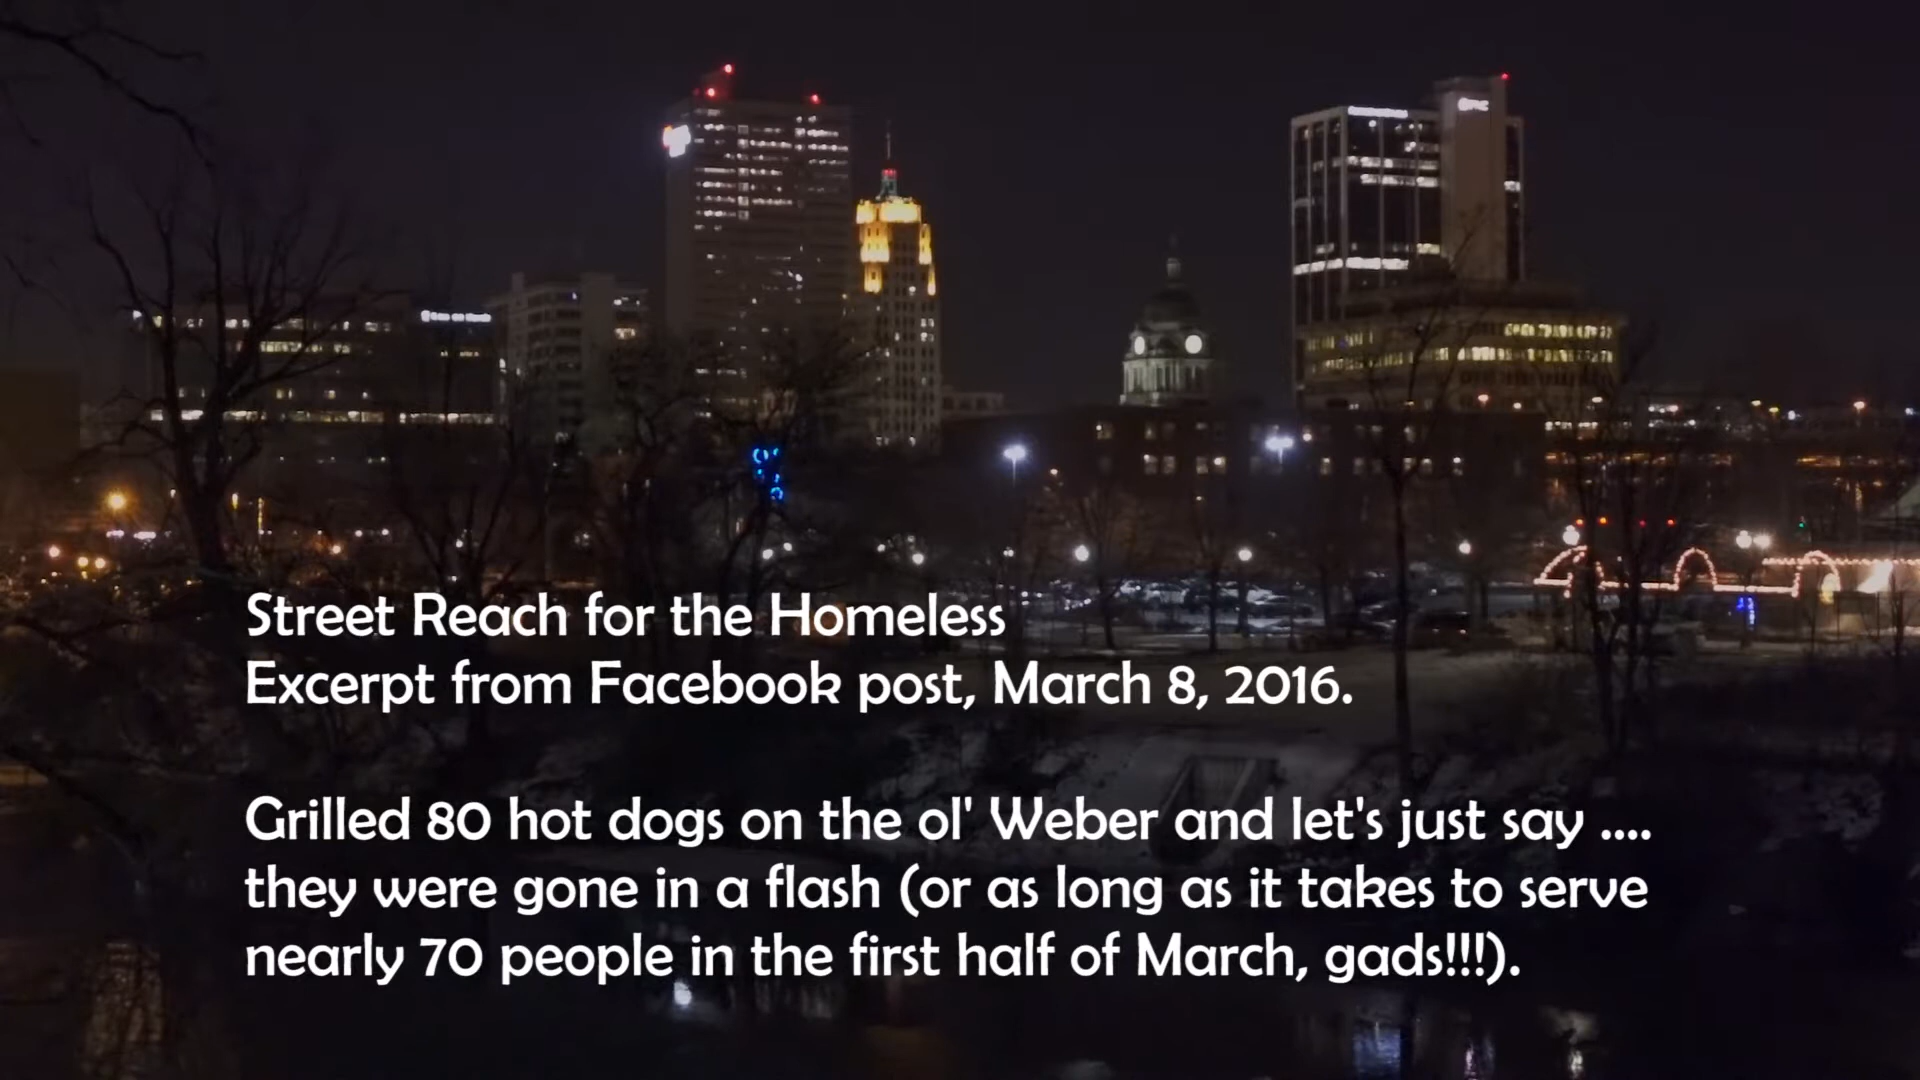 Street Reach for the Homeless
Excerpt from Facebook post, March 8, 2016.
Grilled 80 hot dogs on the ol' Weber and let's just say ....
they were gone in a flash (or as long as it takes to serve
nearly 70 people in the first half of March, gads!!!).